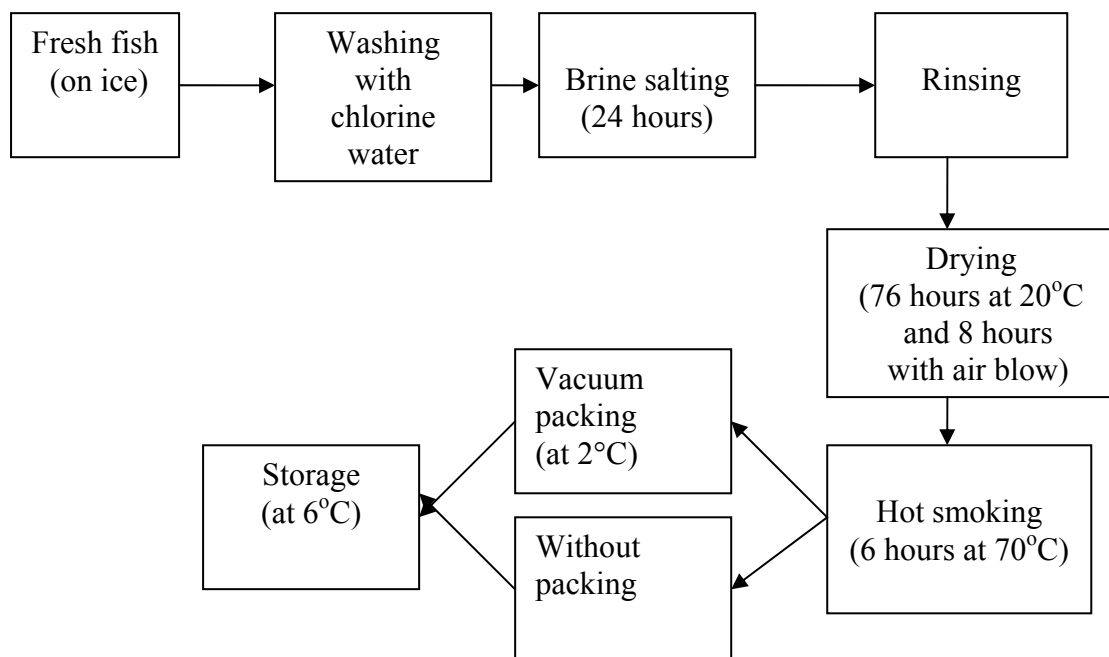 Fresh fish
(on ice)
Washing
with
chlorine
water
Brine salting
(24 hours)
Rinsing
Drying
(76 hours at 20°C
and 8 hours
with air blow)
Hot smoking
(6 hours at 70°C)
Vacuum
packing
(at 2°C)
Without
packing
Storage
(at 6°C)